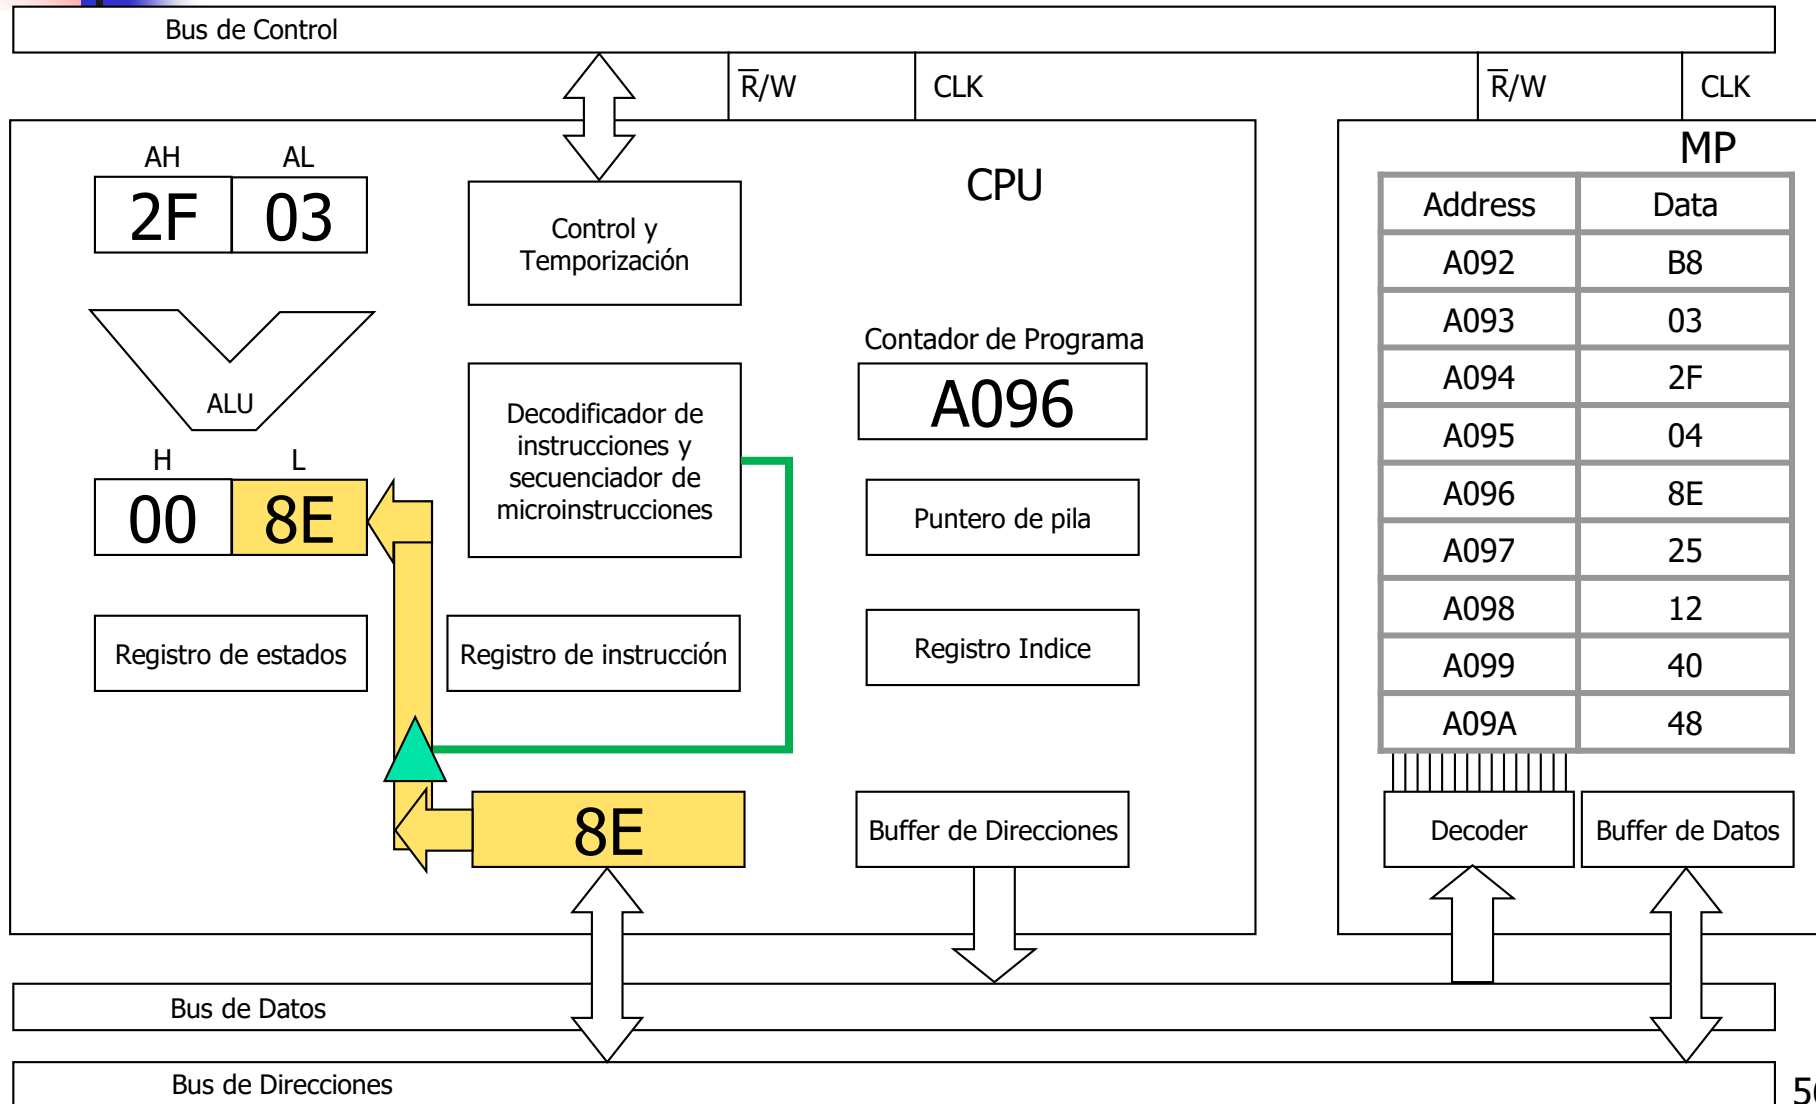 Bus de Control
R/W
CLK
R/W
CLK
AH
AL
2F
03
Control y
Temporización
CPU
MP
Address
Data
A092
B8
A093
03
A094
2F
A095
04
A096
8E
A097
25
A098
12
A099
40
A09A
48
ALU
Decodificador de
instrucciones y
secuenciador de
microinstrucciones
Contador de Programa
A096
H
L
00
8E
Puntero de pila
Registro de estados
Registro de instrucción
Registro Indice
8E
Buffer de Direcciones
Decoder
Buffer de Datos
Bus de Datos
Bus de Direcciones